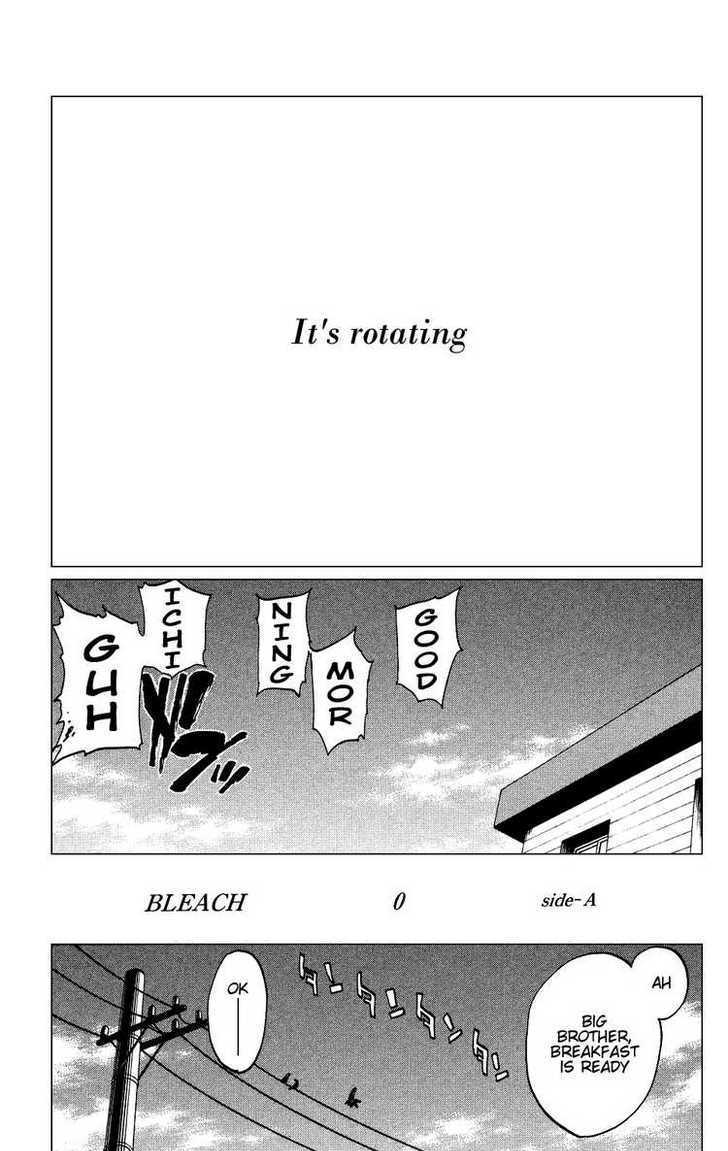 It's rotating
GOOD
MOR
NING
ICHI
GUH
BLEACH 0 side-A
AH
BIG
BROTHER,
BREAKFAST
IS READY
OK